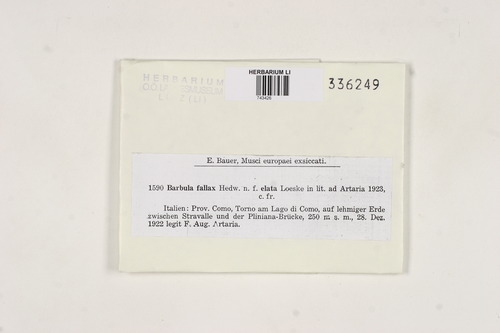 HERBARIUM LI
743426
336249
HERBARIUM
E. Bauer, Musci europaei exsiccati.
1590 Barbula fallax Hedw. n. f. elata Loeske in lit. ad Artaria 1923,
c. fr.
Italien: Prov. Como, Torno am Lago di Como, auf lehmiger Erde
zwischen Stravalle und der Pliniana-Brücke, 250 m s. m., 28. Dez.
1922 legit F. Aug. Artaria.